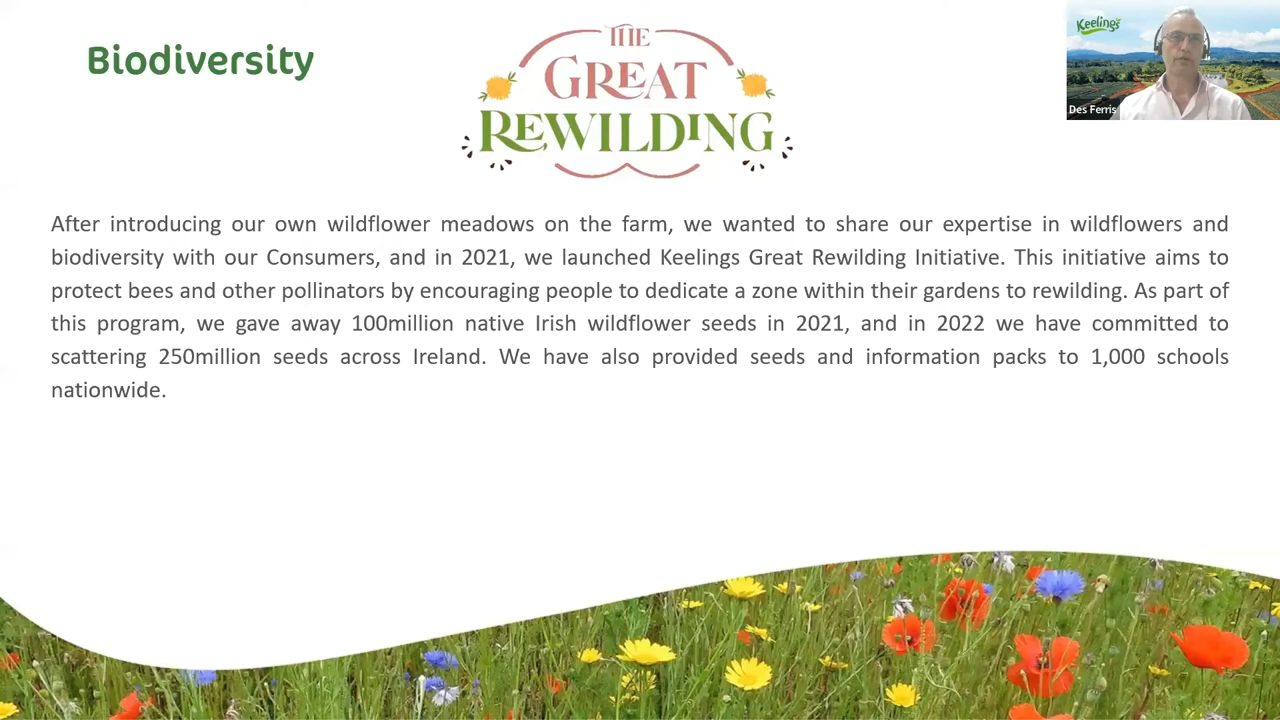 Biodiversity
THE
GREAT
REWILDING
Keelings
Des Ferris
After introducing our own wildflower meadows on the farm, we wanted to share our expertise in wildflowers and
biodiversity with our Consumers, and in 2021, we launched Keelings Great Rewilding Initiative. This initiative aims to
protect bees and other pollinators by encouraging people to dedicate a zone within their gardens to rewilding. As part of
this program, we gave away 100million native Irish wildflower seeds in 2021, and in 2022 we have committed to
scattering 250million seeds across Ireland. We have also provided seeds and information packs to 1,000 schools
nationwide.